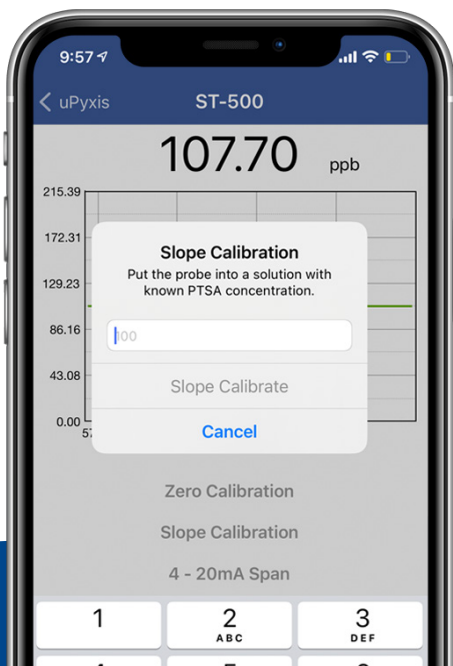 9:57
uPyxis
ST-500
107.70 ppb
215.39
172.31
129.23
86.16
43.08
0.00
Slope Calibration
Put the probe into a solution with
known PTSA concentration.
100
Slope Calibrate
Cancel
Zero Calibration
Slope Calibration
4 - 20mA Span
1
2
ABC
3
DEF